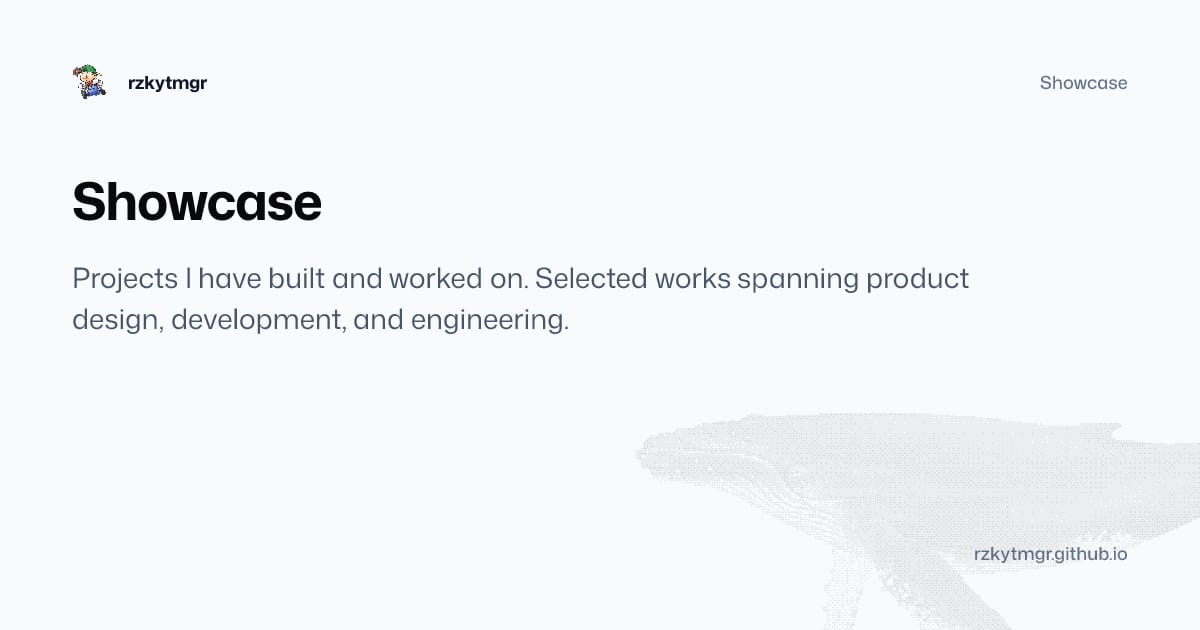 rzkytmgr
Showcase
Showcase
Projects I have built and worked on. Selected works spanning product
design, development, and engineering.
rzkytmgr.github.io